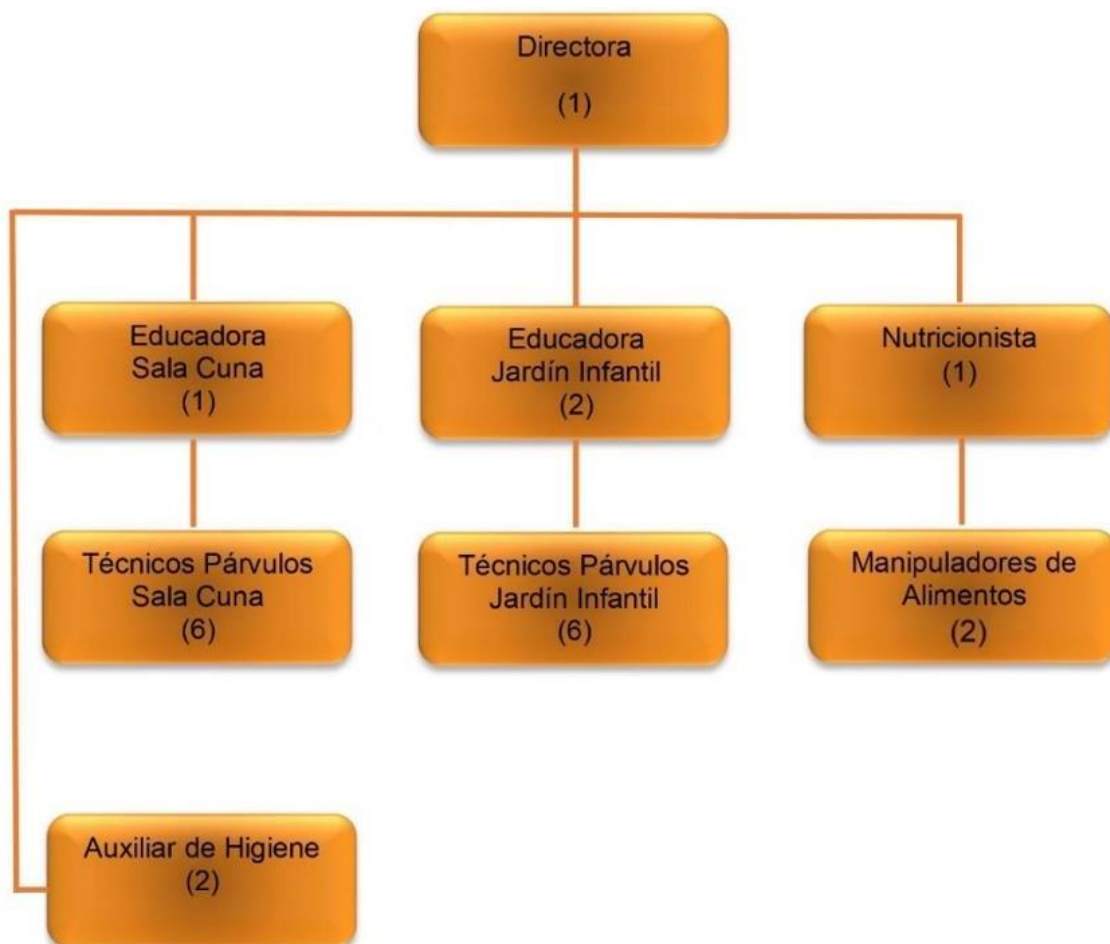 Directora
(1)
Educadora
Sala Cuna
(1)
Educadora
Jardín Infantil
(2)
Nutricionista
(1)
Técnicos Párvulos
Sala Cuna
(6)
Técnicos Párvulos
Jardín Infantil
(6)
Manipuladores de
Alimentos
(2)
Auxiliar de Higiene
(2)